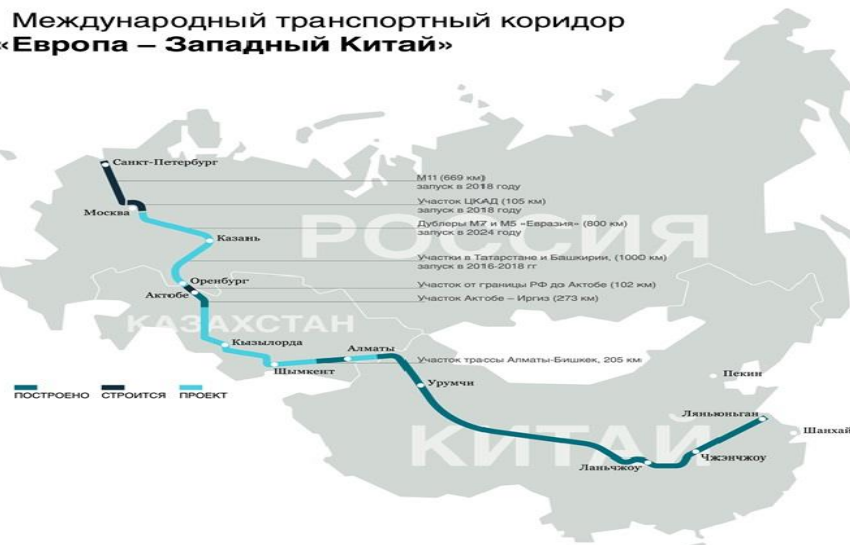 Международный транспортный коридор
«Европа – Западный Китай»
Санкт-Петербург
М11 (669 км)
запуск в 2018 году
Участок ЦКАД (105 км)
запуск в 2018 году
Москва
Дублеры М7 и М5 «Евразия» (800 км)
запуск в 2024 году
РОССИЯ
Казань
Участки в Татарстане и Башкирии, (1000 км)
запуск в 2016-2018 гг
Оренбург
Участок от границы РФ до Актобе (102 км)
Актобе
Участок Актобе – Иргиз (273 км)
КАЗАХСТАН
Кызылорда
Алматы
Участок трассы Алматы-Бишкек, 205 км
Шымкент
Урумчи
Пекин
ПОСТРОЕНО
СТРОИТСЯ
ПРОЕКТ
Ляньюньган
Шанхай
КИТАЙ
Чжэнчжоу
Ланьчжоу